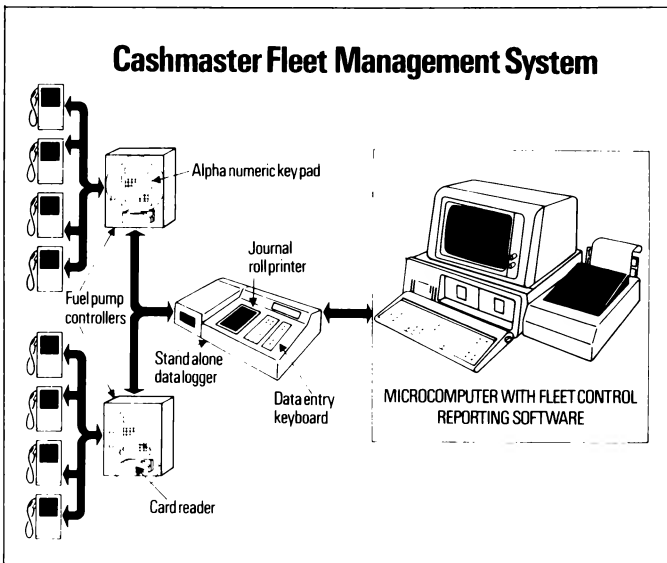 Cashmaster Fleet Management System
Alpha numeric key pad
Journal
roll printer
Fuel pump
controllers
Stand alone
data logger
Data entry
keyboard
MICROCOMPUTER WITH FLEET CONTROL
REPORTING SOFTWARE
Card reader